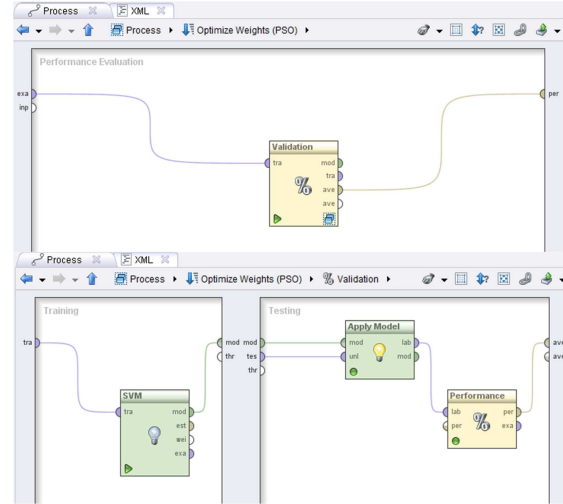 Process XML
Process Optimize Weights (PSO)
Performance Evaluation
exa
inp
per
Validation
tra mod
tra
ave
ave
Process XML
Process Optimize Weights (PSO) Validation
Training
tra
SVM
tra mod
est
wei
exa
mod
thr
Testing
mod
tes
thr
Apply Model
mod lab
unl mod
Performance
lab per
per exa
ave
ave